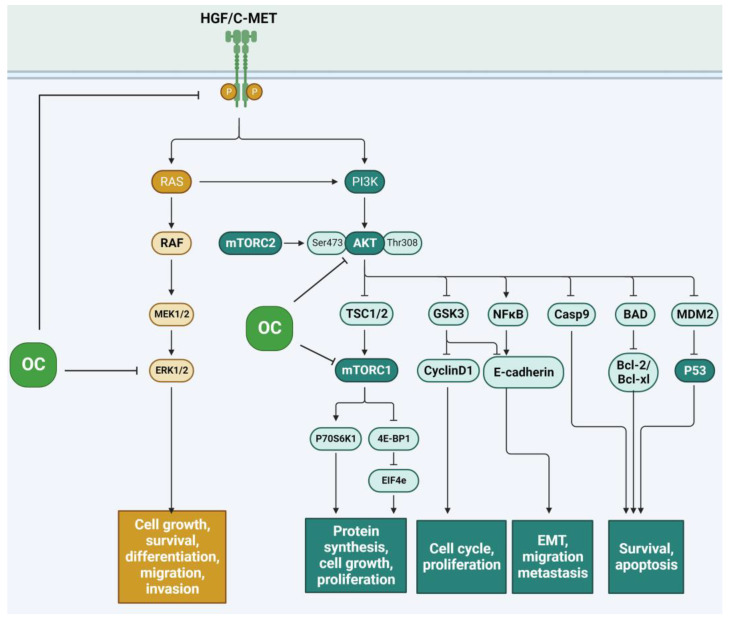 HGF/C-MET
P
P
RAS
PI3K
RAF
mTORC2
Ser473
AKT
Thr308
MEK1/2
OC
TSC1/2
GSK3
NFκB
Casp9
BAD
MDM2
OC
ERK1/2
mTORC1
CyclinD1
E-cadherin
Bcl-2/
Bcl-xl
P53
P70S6K1
4E-BP1
EIF4e
Cell growth,
survival,
differentiation,
migration,
invasion
Protein
synthesis,
cell growth,
proliferation
Cell cycle,
proliferation
EMT,
migration
metastasis
Survival,
apoptosis